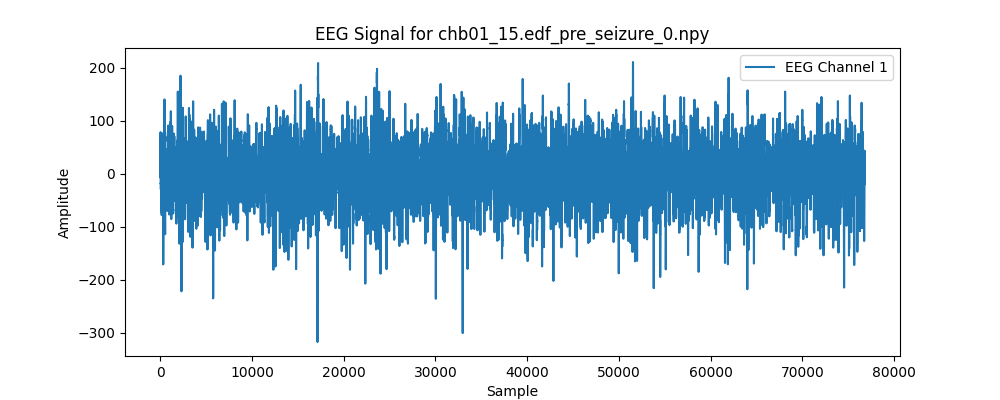 EEG Signal for chb01_15.edf_pre_seizure_0.npy
EEG Channel 1
200
100
0
−100
−200
−300
Amplitude
0 10000 20000 30000 40000 50000 60000 70000 80000
Sample